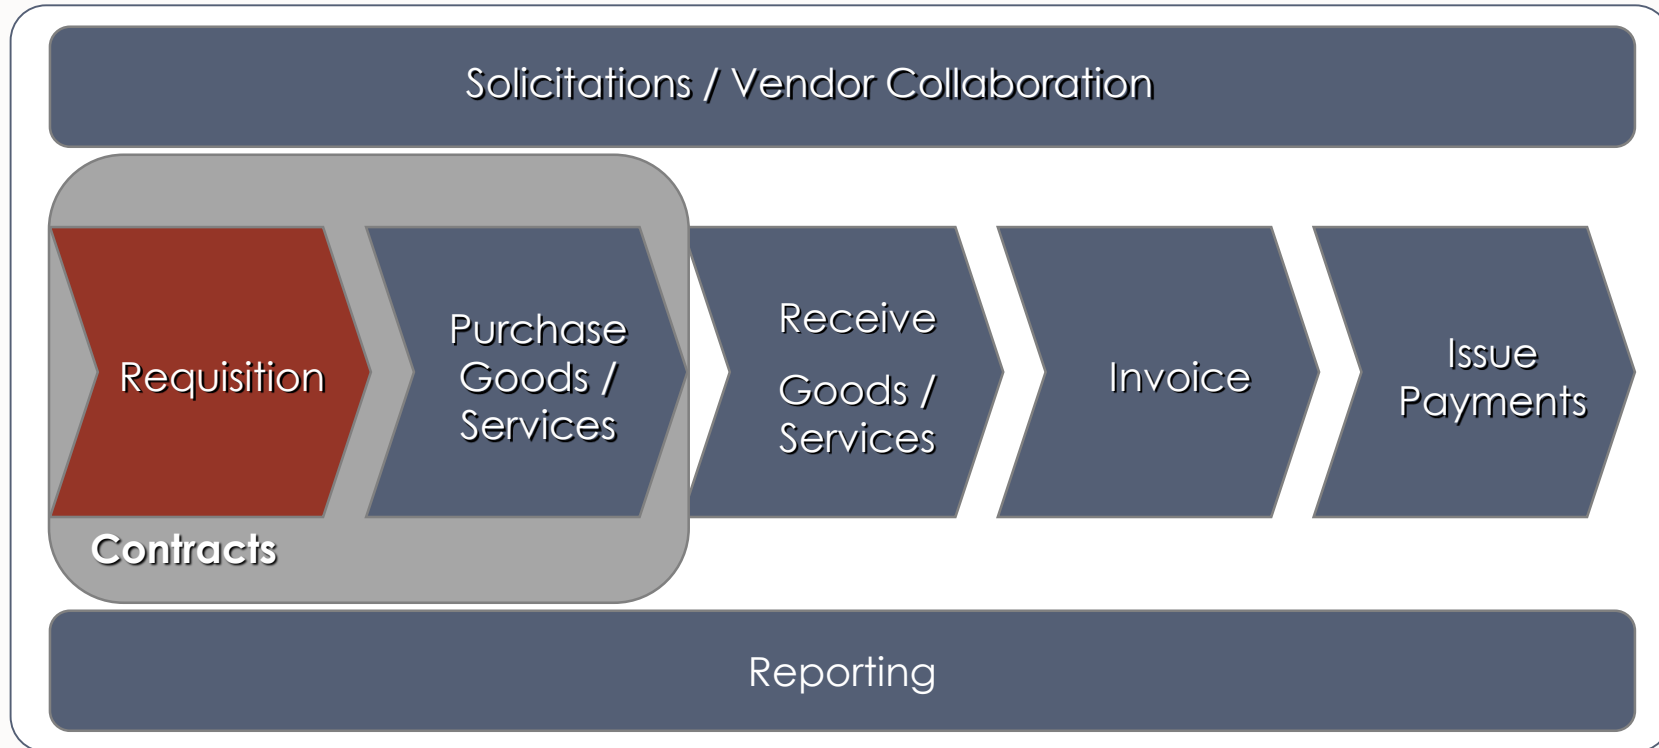 Solicitations / Vendor Collaboration
Requisition
Purchase
Goods /
Services
Receive
Goods /
Services
Invoice
Issue
Payments
Contracts
Reporting